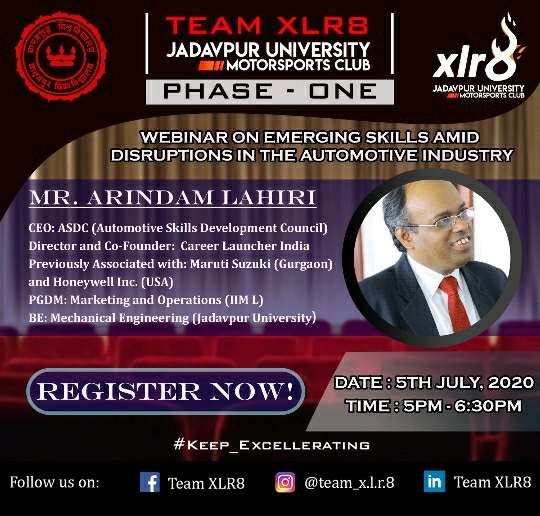 TEAM XLR8
JADAVPUR UNIVERSITY
MOTORSPORTS CLUB
PHASE - ONE
xlr8
JADAVPUR UNIVERSITY
MOTORSPORTS CLUB
WEBINAR ON EMERGING SKILLS AMID
DISRUPTIONS IN THE AUTOMOTIVE INDUSTRY
MR. ARINDAM LAHIRI
CEO: ASDC (Automotive Skills Development Council)
Director and Co-Founder: Career Launcher India
Previously Associated with: Maruti Suzuki (Gurgaon)
and Honeywell Inc. (USA)
PGDM: Marketing and Operations (IIM L)
BE: Mechanical Engineering (Jadavpur University)
REGISTER NOW!
DATE : 5TH JULY, 2020
TIME : 5PM - 6:30PM
#KEEP_EXCELLERATING
Follow us on:
Team XLR8
@team_x.l.r.8
Team XLR8